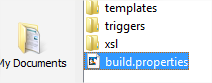 templates
triggers
xsl
My Documents
build.properties